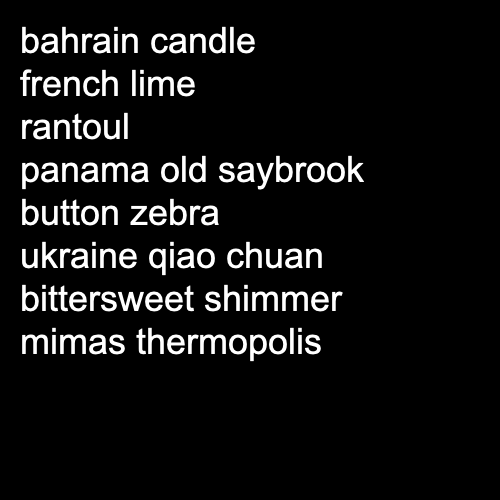 bahrain candle
french lime
rantoul
panama old saybrook
button zebra
ukraine qiao chuan
bittersweet shimmer
mimas thermopolis